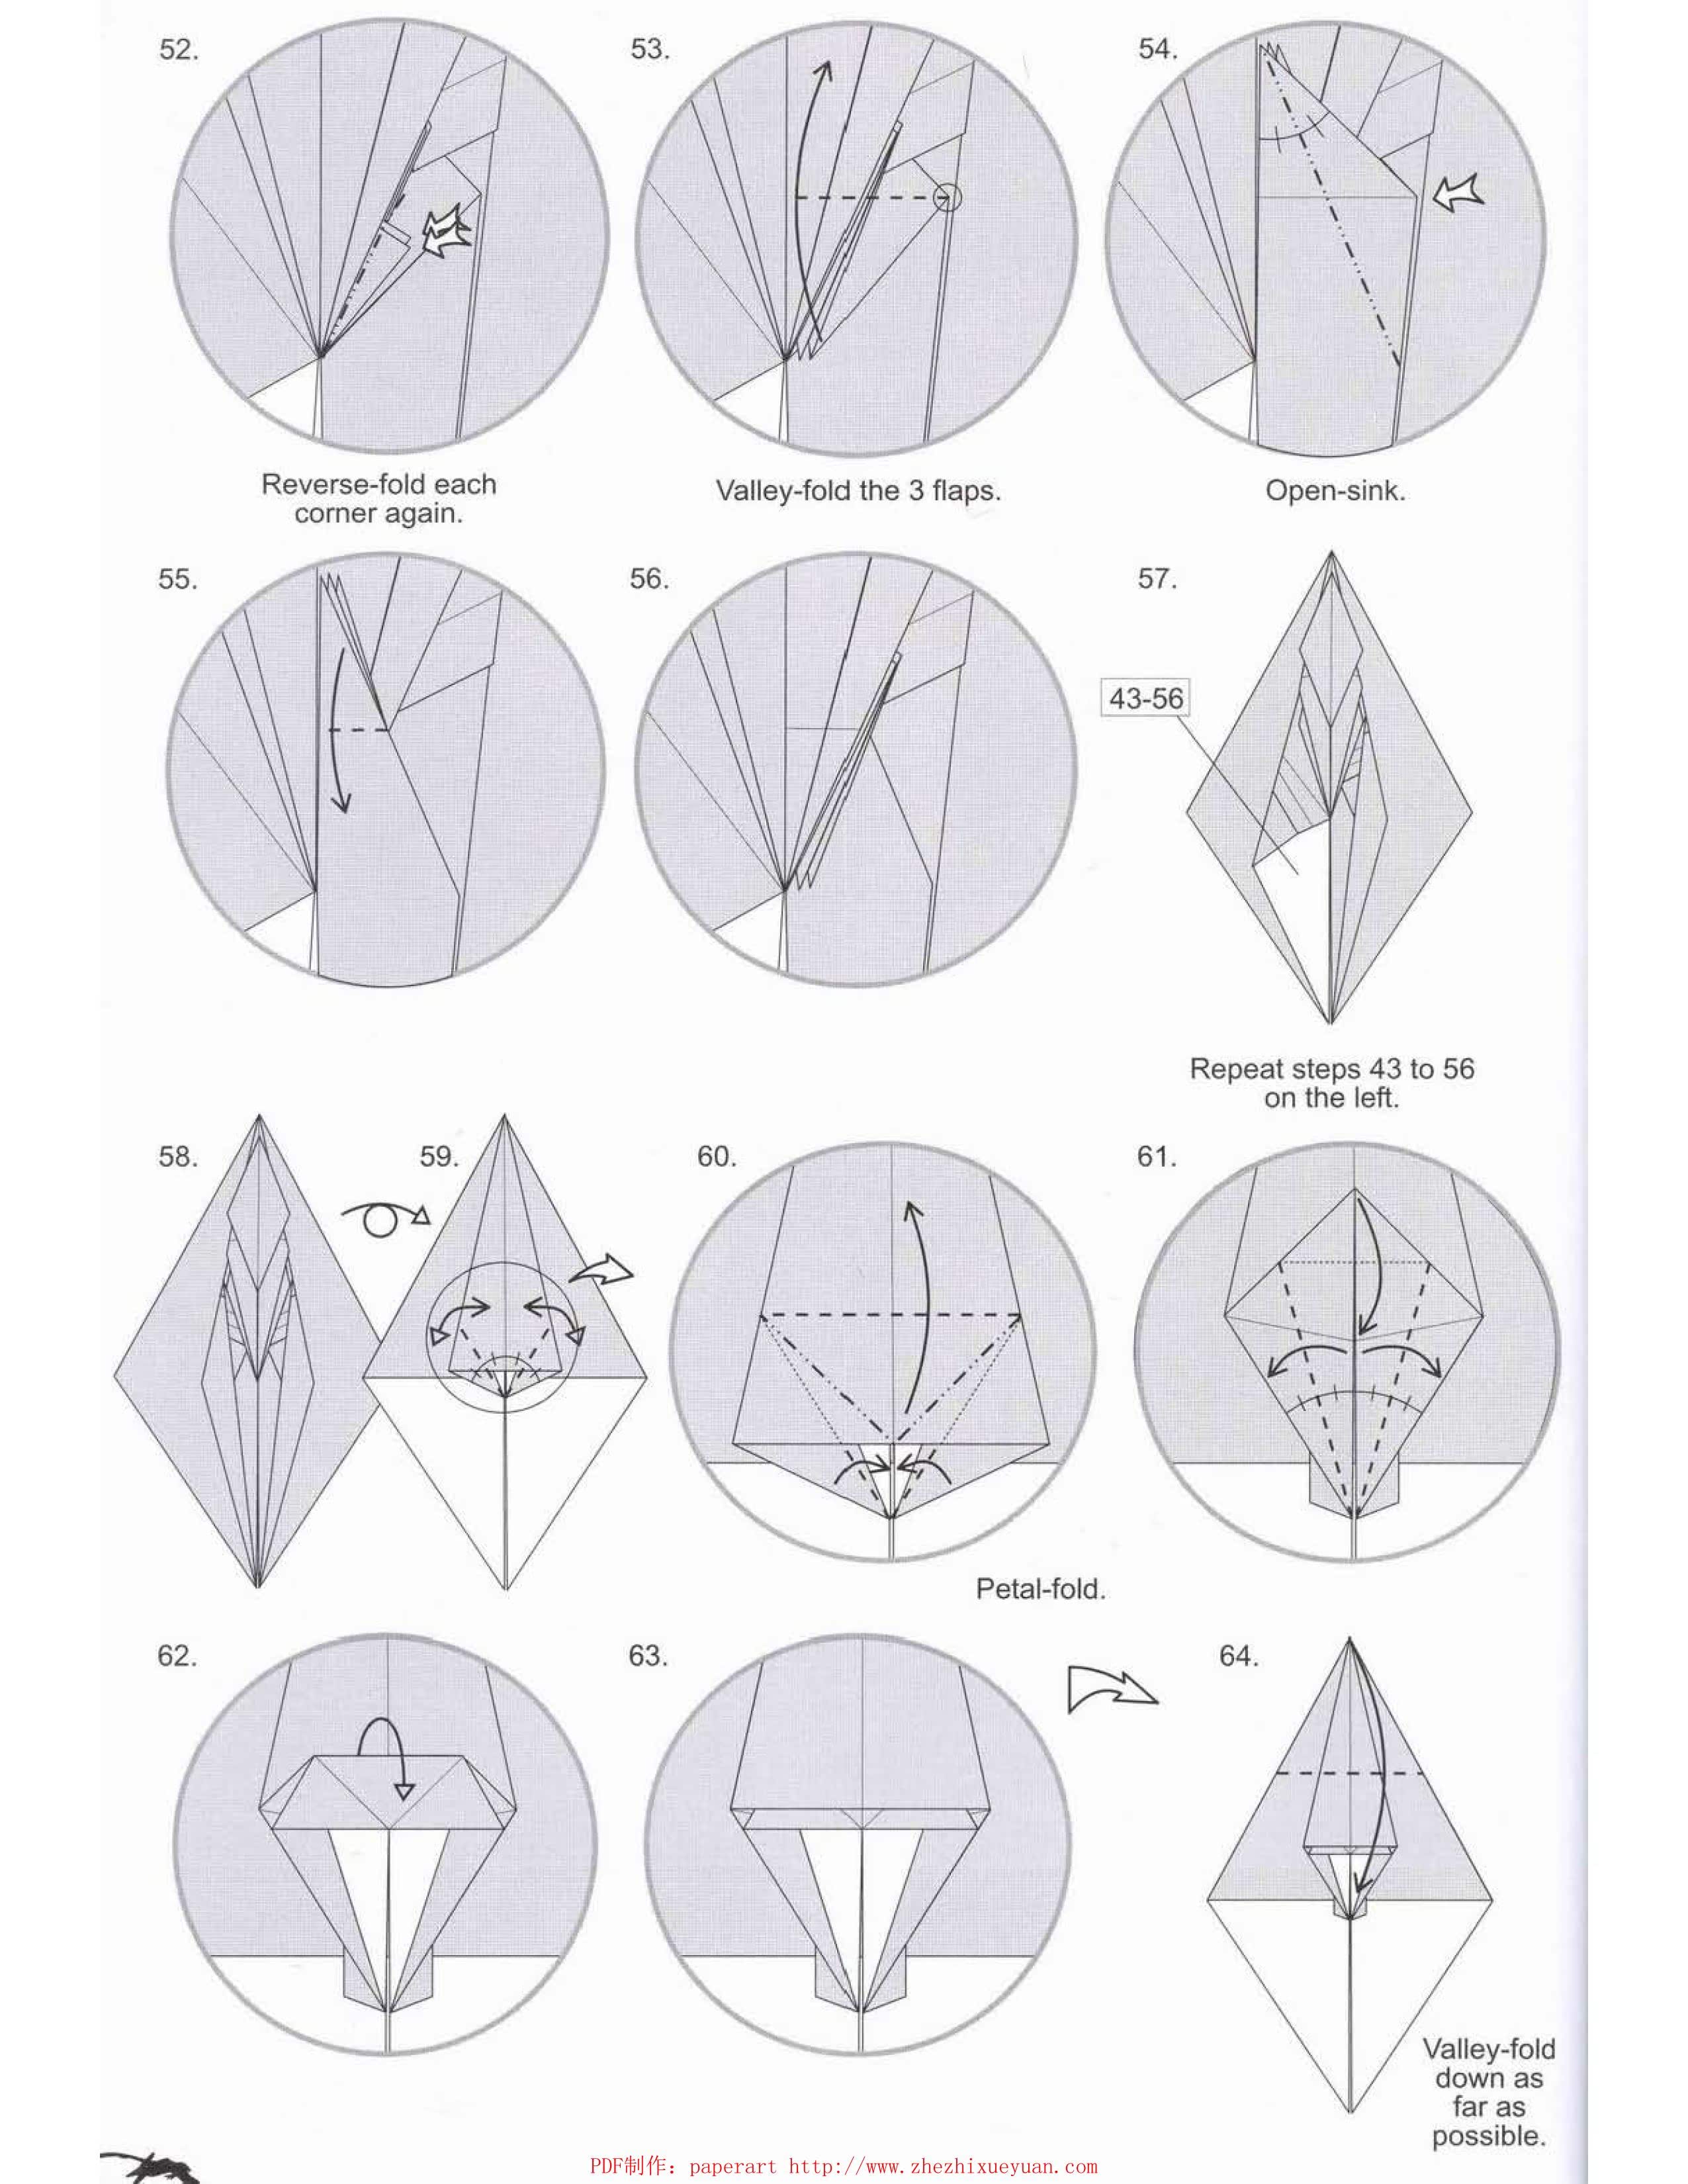 52.
53.
54.
Reverse-fold each
corner again.
Valley-fold the 3 flaps.
Open-sink.
55.
56.
57.
43-56
Repeat steps 43 to 56
on the left.
58.
59.
60.
61.
Petal-fold.
62.
63.
64.
Valley-fold
down as
far as
possible.
PDF制作：paperart http://www.zhezhixueyuan.com